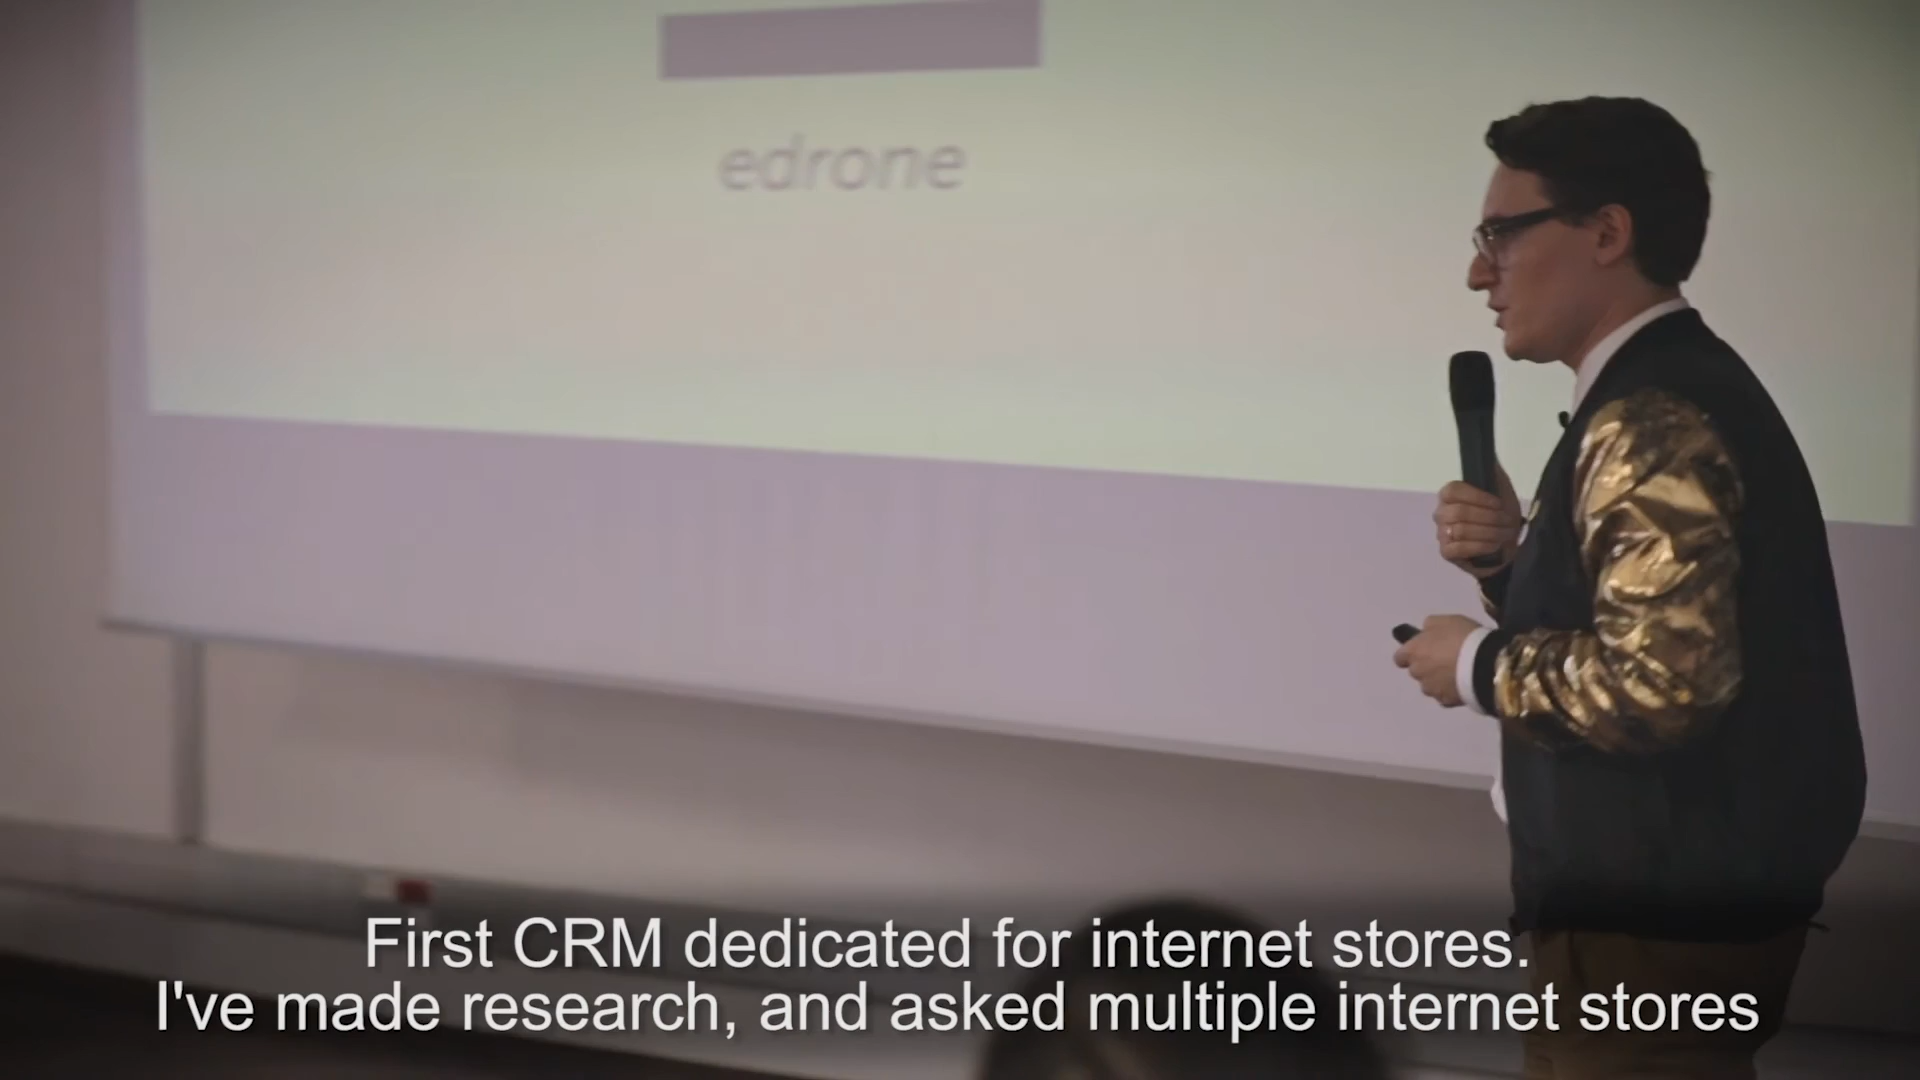 edrone
First CRM dedicated for internet stores.
I've made research, and asked multiple internet stores